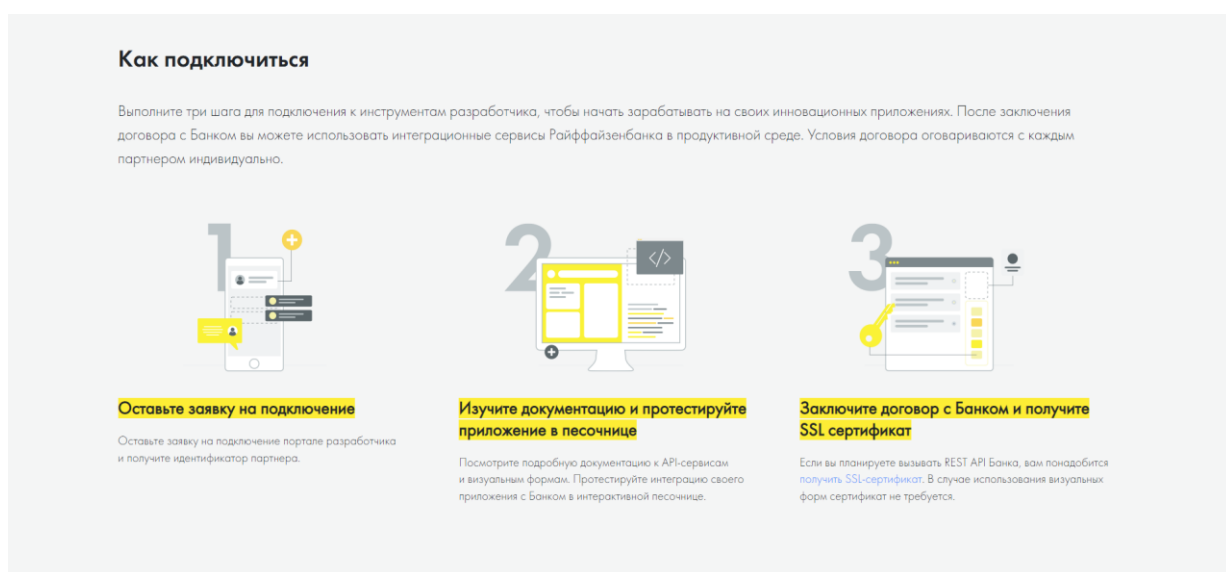 Как подключиться
Выполните три шага для подключения к инструментам разработчика, чтобы начать зарабатывать на своих инновационных приложениях. После заключения
договора с Банком вы можете использовать интеграционные сервисы Райффайзенбанка в продуктивной среде. Условия договора оговариваются с каждым
партнером индивидуально.
1
2
</>
3
Оставьте заявку на подключение
Оставьте заявку на подключение портале разработчика
и получите идентификатор партнера.
Изучите документацию и протестируйте
приложение в песочнице
Посмотрите подробную документацию к API-сервисам
и визуальным формам. Протестируйте интеграцию своего
приложения с Банком в интерактивной песочнице.
Заключите договор с Банком и получите
SSL сертификат
Если вы планируете вызывать REST API Банка, вам понадобится
получить SSL-сертификат. В случае использования визуальных
форм сертификат не требуется.